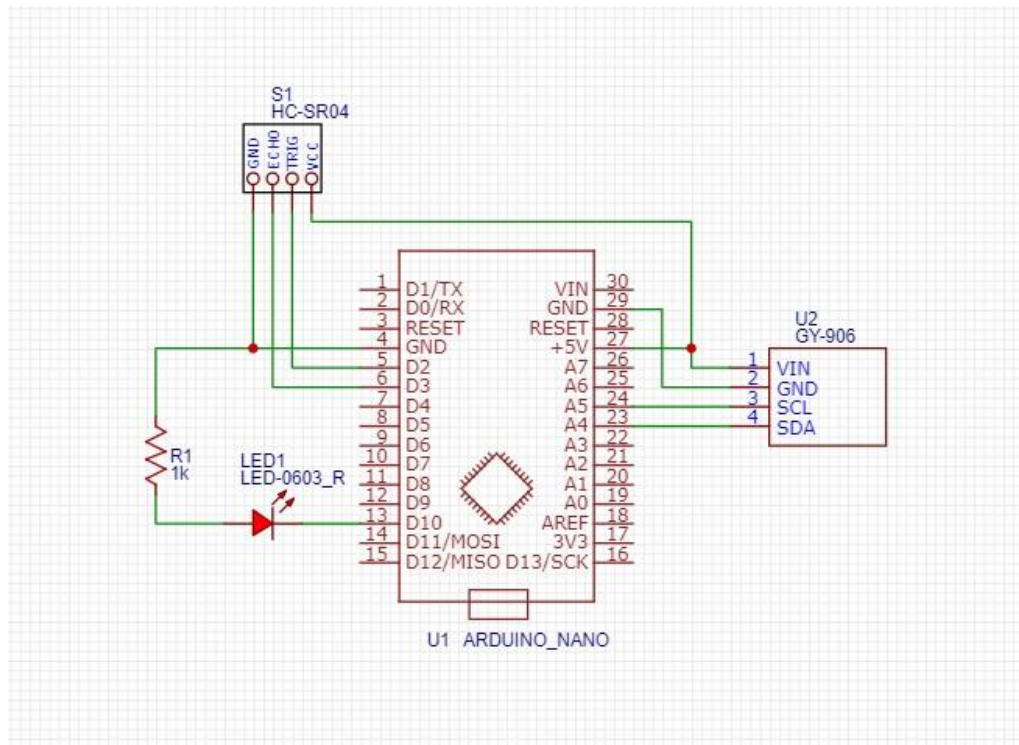 S1
HC-SR04
GND
ECHO
TRIG
VCC
1 D1/TX
2 D0/RX
3 RESET
4 GND
5 D2
6 D3
7 D4
8 D5
9 D6
10 D7
11 D8
12 D9
13 D10
14 D11/MOSI
15 D12/MISO
VIN 30
GND 29
RESET 28
+5V 27
A7 26
A6 25
A5 24
A4 23
A3 22
A2 21
A1 20
A0 19
AREF 18
3V3 17
D13/SCK 16
U2
GY-906
1 VIN
2 GND
3 SCL
4 SDA
R1
1k
LED1
LED-0603_R
U1 ARDUINO_NANO